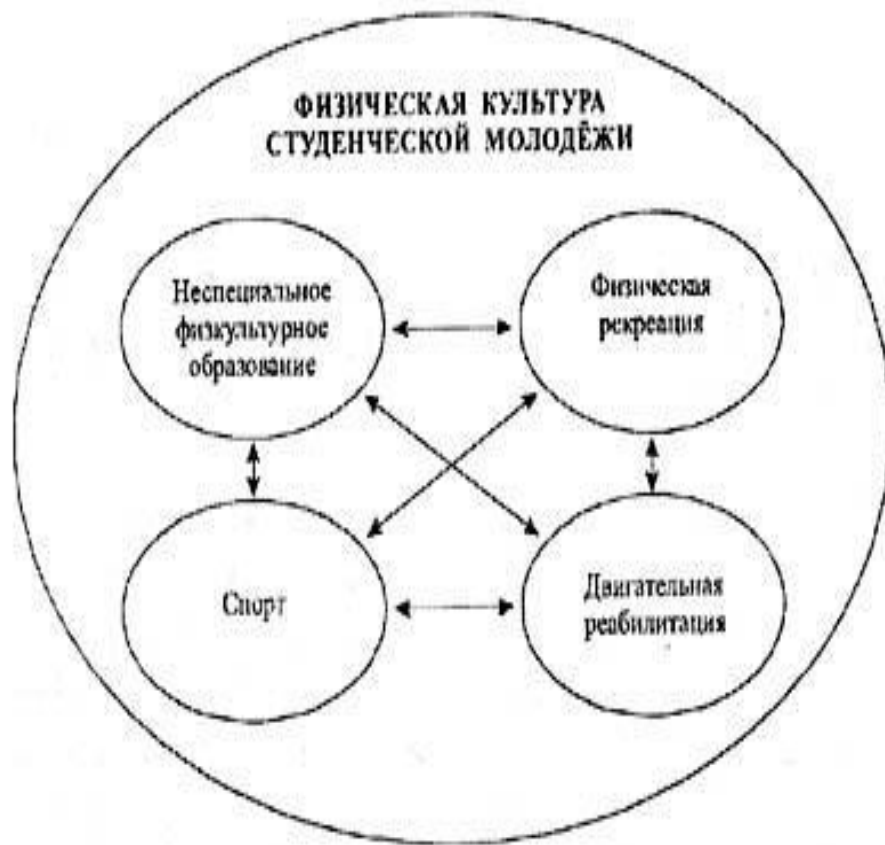 ФИЗИЧЕСКАЯ КУЛЬТУРА
СТУДЕНЧЕСКОЙ МОЛОДЁЖИ
Неспециальное
физкультурное
образование
Физическая
рекреация
Спорт
Двигательная
реабилитация